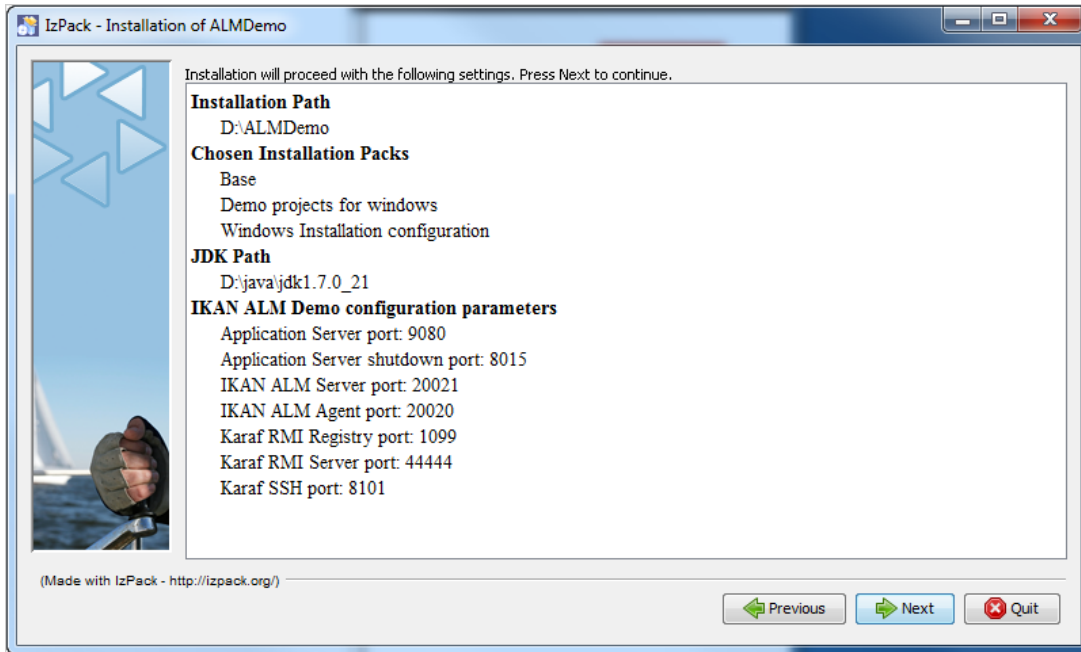 IzPack - Installation of ALMDemo
Installation will proceed with the following settings. Press Next to continue.
Installation Path
D:\ALMDemo
Chosen Installation Packs
Base
Demo projects for windows
Windows Installation configuration
JDK Path
D:\java\jdk1.7.0_21
IKAN ALM Demo configuration parameters
Application Server port: 9080
Application Server shutdown port: 8015
IKAN ALM Server port: 20021
IKAN ALM Agent port: 20020
Karaf RMI Registry port: 1099
Karaf RMI Server port: 44444
Karaf SSH port: 8101
(Made with IzPack - http://izpack.org/)
Previous Next Quit